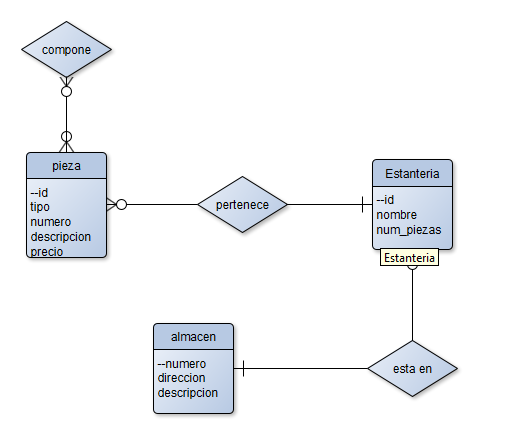 compone
pieza
--id
tipo
numero
descripcion
precio
pertenece
Estanteria
--id
nombre
num_piezas
Estanteria
almacen
--numero
direccion
descripcion
esta en